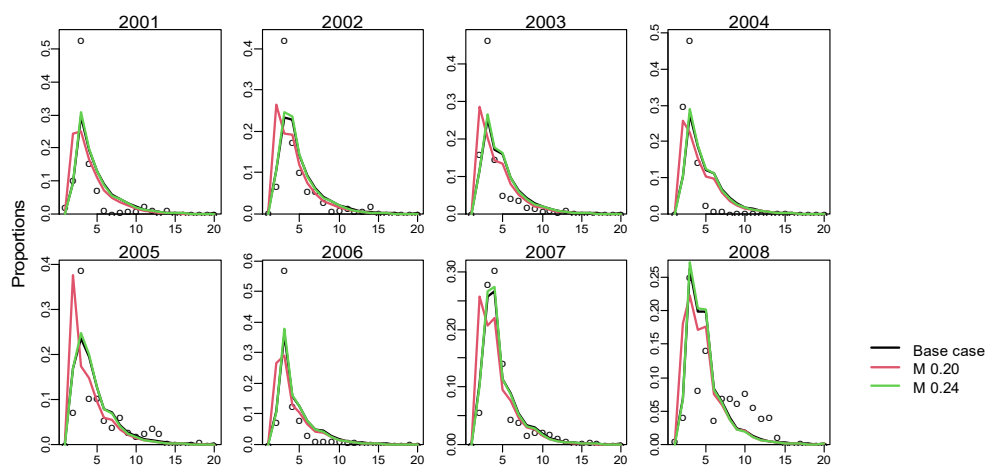 2001 2002 2003 2004
0.0 0.1 0.2 0.3 0.4 0.5
0.0 0.1 0.2 0.3 0.4
0.0 0.1 0.2 0.3 0.4
0.0 0.1 0.2 0.3 0.4 0.5
5 10 15 20 5 10 15 20 5 10 15 20 5 10 15 20
Proportions
2005 2006 2007 2008
0.0 0.1 0.2 0.3 0.4
0.0 0.1 0.2 0.3 0.4 0.5 0.6
0.00 0.10 0.20 0.30
0.00 0.05 0.10 0.15 0.20 0.25
5 10 15 20 5 10 15 20 5 10 15 20 5 10 15 20
Base case
M 0.20
M 0.24